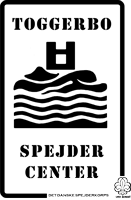 TOGGERBO
SPEJDER
CENTER
DET DANSKE SPEJDERKORPS